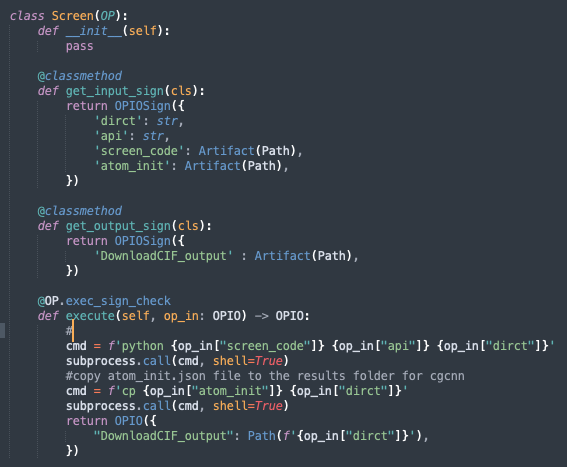 class Screen(OP):
    def __init__(self):
        pass

    @classmethod
    def get_input_sign(cls):
        return OPIOSign({
            'dirct': str,
            'api': str,
            'screen_code': Artifact(Path),
            'atom_init': Artifact(Path),
        })

    @classmethod
    def get_output_sign(cls):
        return OPIOSign({
            'DownloadCIF_output' : Artifact(Path),
        })

    @OP.exec_sign_check
    def execute(self, op_in: OPIO) -> OPIO:
        #
        cmd = f'python {op_in["screen_code"]} {op_in["api"]} {op_in["dirct"]}'
        subprocess.call(cmd, shell=True)
        #copy atom_init.json file to the results folder for cgcnn
        cmd = f'cp {op_in["atom_init"]} {op_in["dirct"]}'
        subprocess.call(cmd, shell=True)
        return OPIO({
            "DownloadCIF_output": Path(f'{op_in["dirct"]}'),
        })